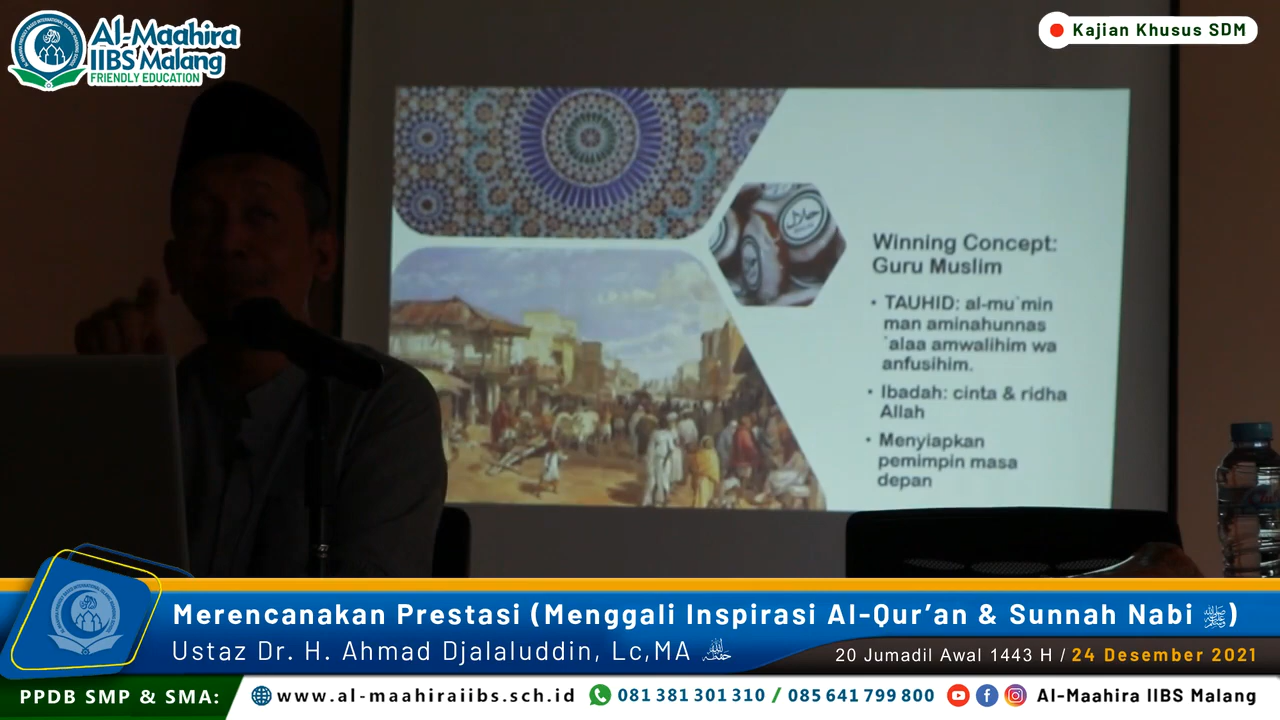 Al-Maahira
IIBS Malang
FRIENDLY EDUCATION
Kajian Khusus SDM
حلال
Winning Concept:
Guru Muslim
• TAUHID: al-mu`min
man aminahunnas
`alaa amwalihim wa
anfusihim.
• Ibadah: cinta & ridha
Allah
• Menyiapkan
pemimpin masa
depan
Merencanakan Prestasi (Menggali Inspirasi Al-Qur’an & Sunnah Nabi ﷺ)
Ustaz Dr. H. Ahmad Djalaluddin, Lc,MA حفظه الله
20 Jumadil Awal 1443 H / 24 Desember 2021
PPDB SMP & SMA:
www.al-maahiraiibs.sch.id
081 381 301 310 / 085 641 799 800
Al-Maahira IIBS Malang